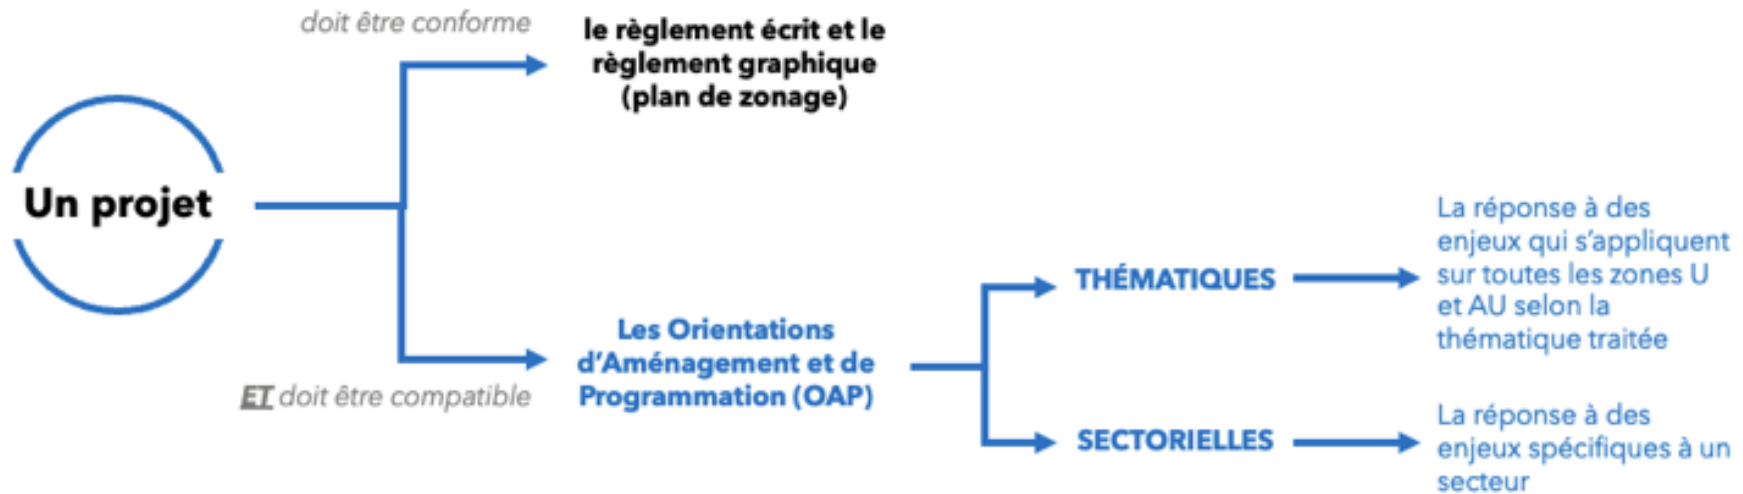 doit être conforme
le règlement écrit et le
règlement graphique
(plan de zonage)
Un projet
ET doit être compatible
Les Orientations
d'Aménagement et de
Programmation (OAP)
THÉMATIQUES
La réponse à des
enjeux qui s'appliquent
sur toutes les zones U
et AU selon la
thématique traitée
SECTORIELLES
La réponse à des
enjeux spécifiques à un
secteur